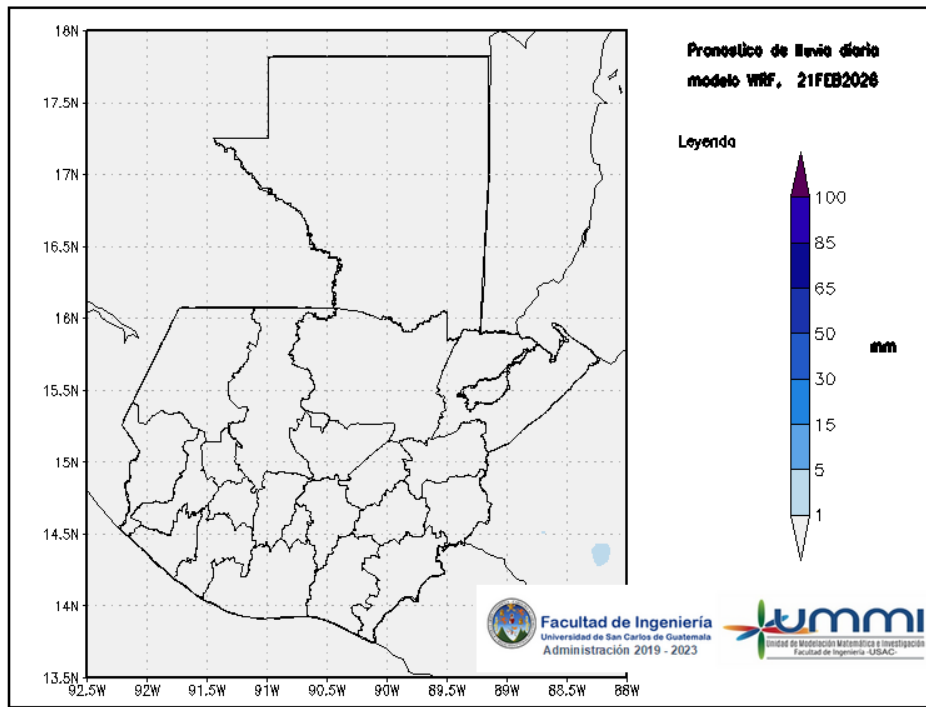 Pronostico de lluvia diaria
modelo WRF, 21FEB2026
Leyenda
100
85
65
50
30
15
5
1
mm
18N
17.5N
17N
16.5N
16N
15.5N
15N
14.5N
14N
13.5N
92.5W
92W
91.5W
91W
90.5W
90W
89.5W
89W
88.5W
88W
Facultad de Ingeniería
Universidad de San Carlos de Guatemala
Administración 2019 - 2023
ummi
Unidad de Modelación Matemática e Investigación
Facultad de Ingeniería -USAC-